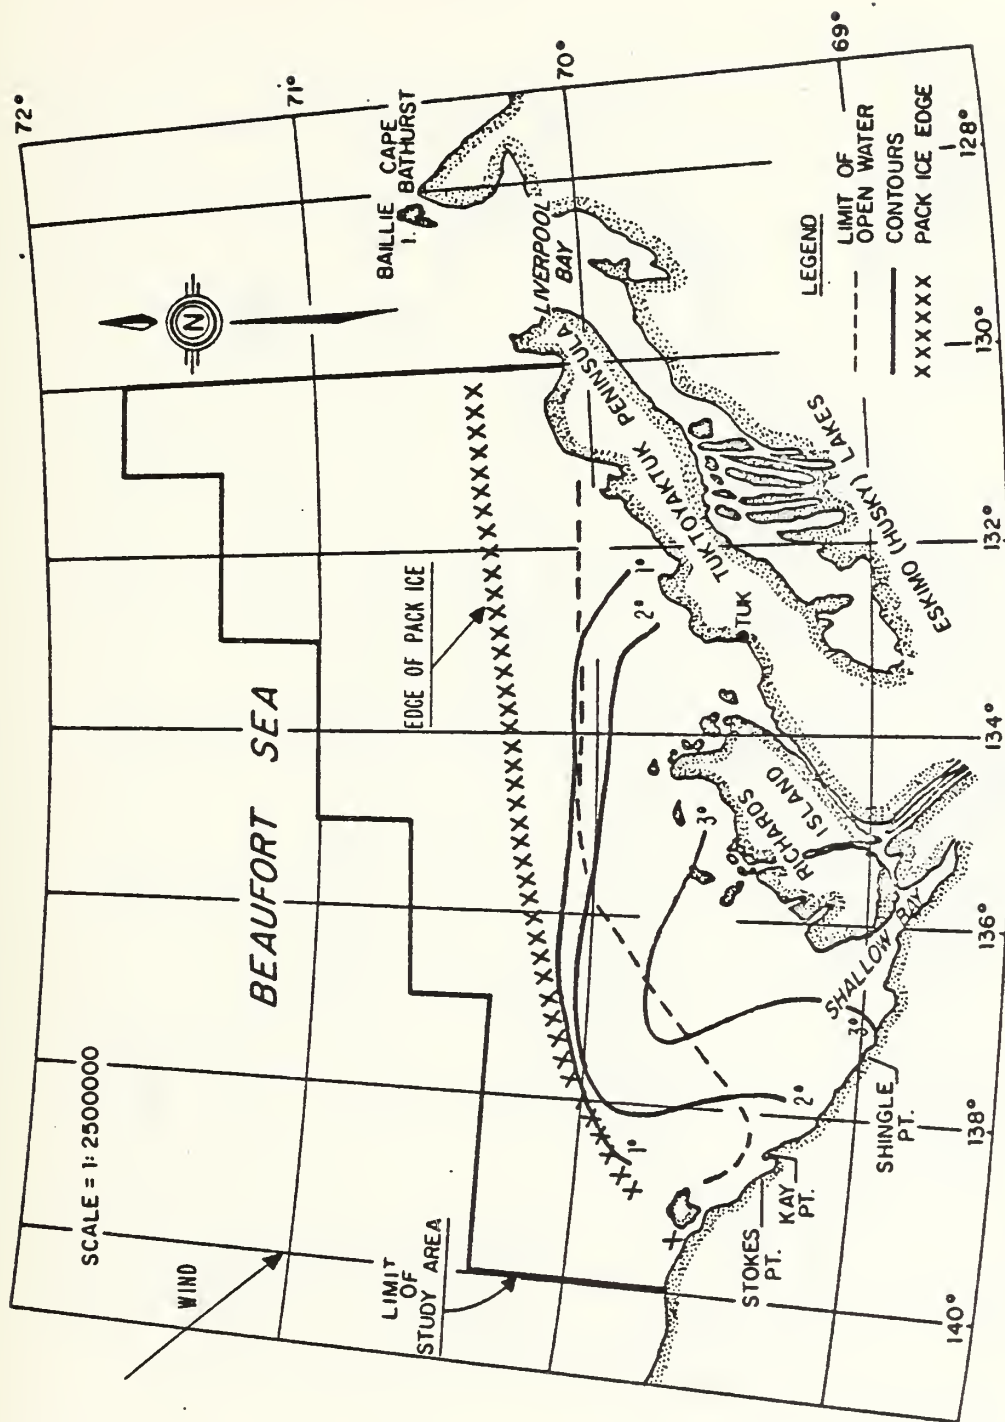 SCALE = 1: 2500000
WIND
N
BEAUFORT SEA
72°
71°
70°
69°
LIMIT
OF
STUDY AREA
EDGE OF PACK ICE
BAILLIE
I.
CAPE
BATHURST
LIVERPOOL
BAY
TUKTOYAKTUK PENINSULA
TUK
ESKIMO (HUSKY) LAKES
RICHARDS
ISLAND
SHALLOW BAY
SHINGLE
PT.
KAY
PT.
STOKES
PT.
1°
2°
3°
3°
2°
1°
140°
138°
136°
134°
132°
130°
128°
LEGEND
LIMIT OF
OPEN WATER
CONTOURS
XXXXXX PACK ICE EDGE